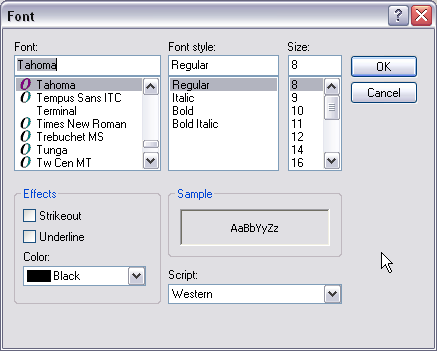 Font
Font: Font style: Size:
Tahoma Regular 8 OK
Tahoma Regular 8 Cancel
Tempus Sans ITC Italic 9
Terminal Bold 10
Times New Roman Bold Italic 11
Trebuchet MS 12
Tunga 14
Tw Cen MT 16
Effects Sample
Strikeout
Underline AaBbYyZz
Color:
Black
Script:
Western